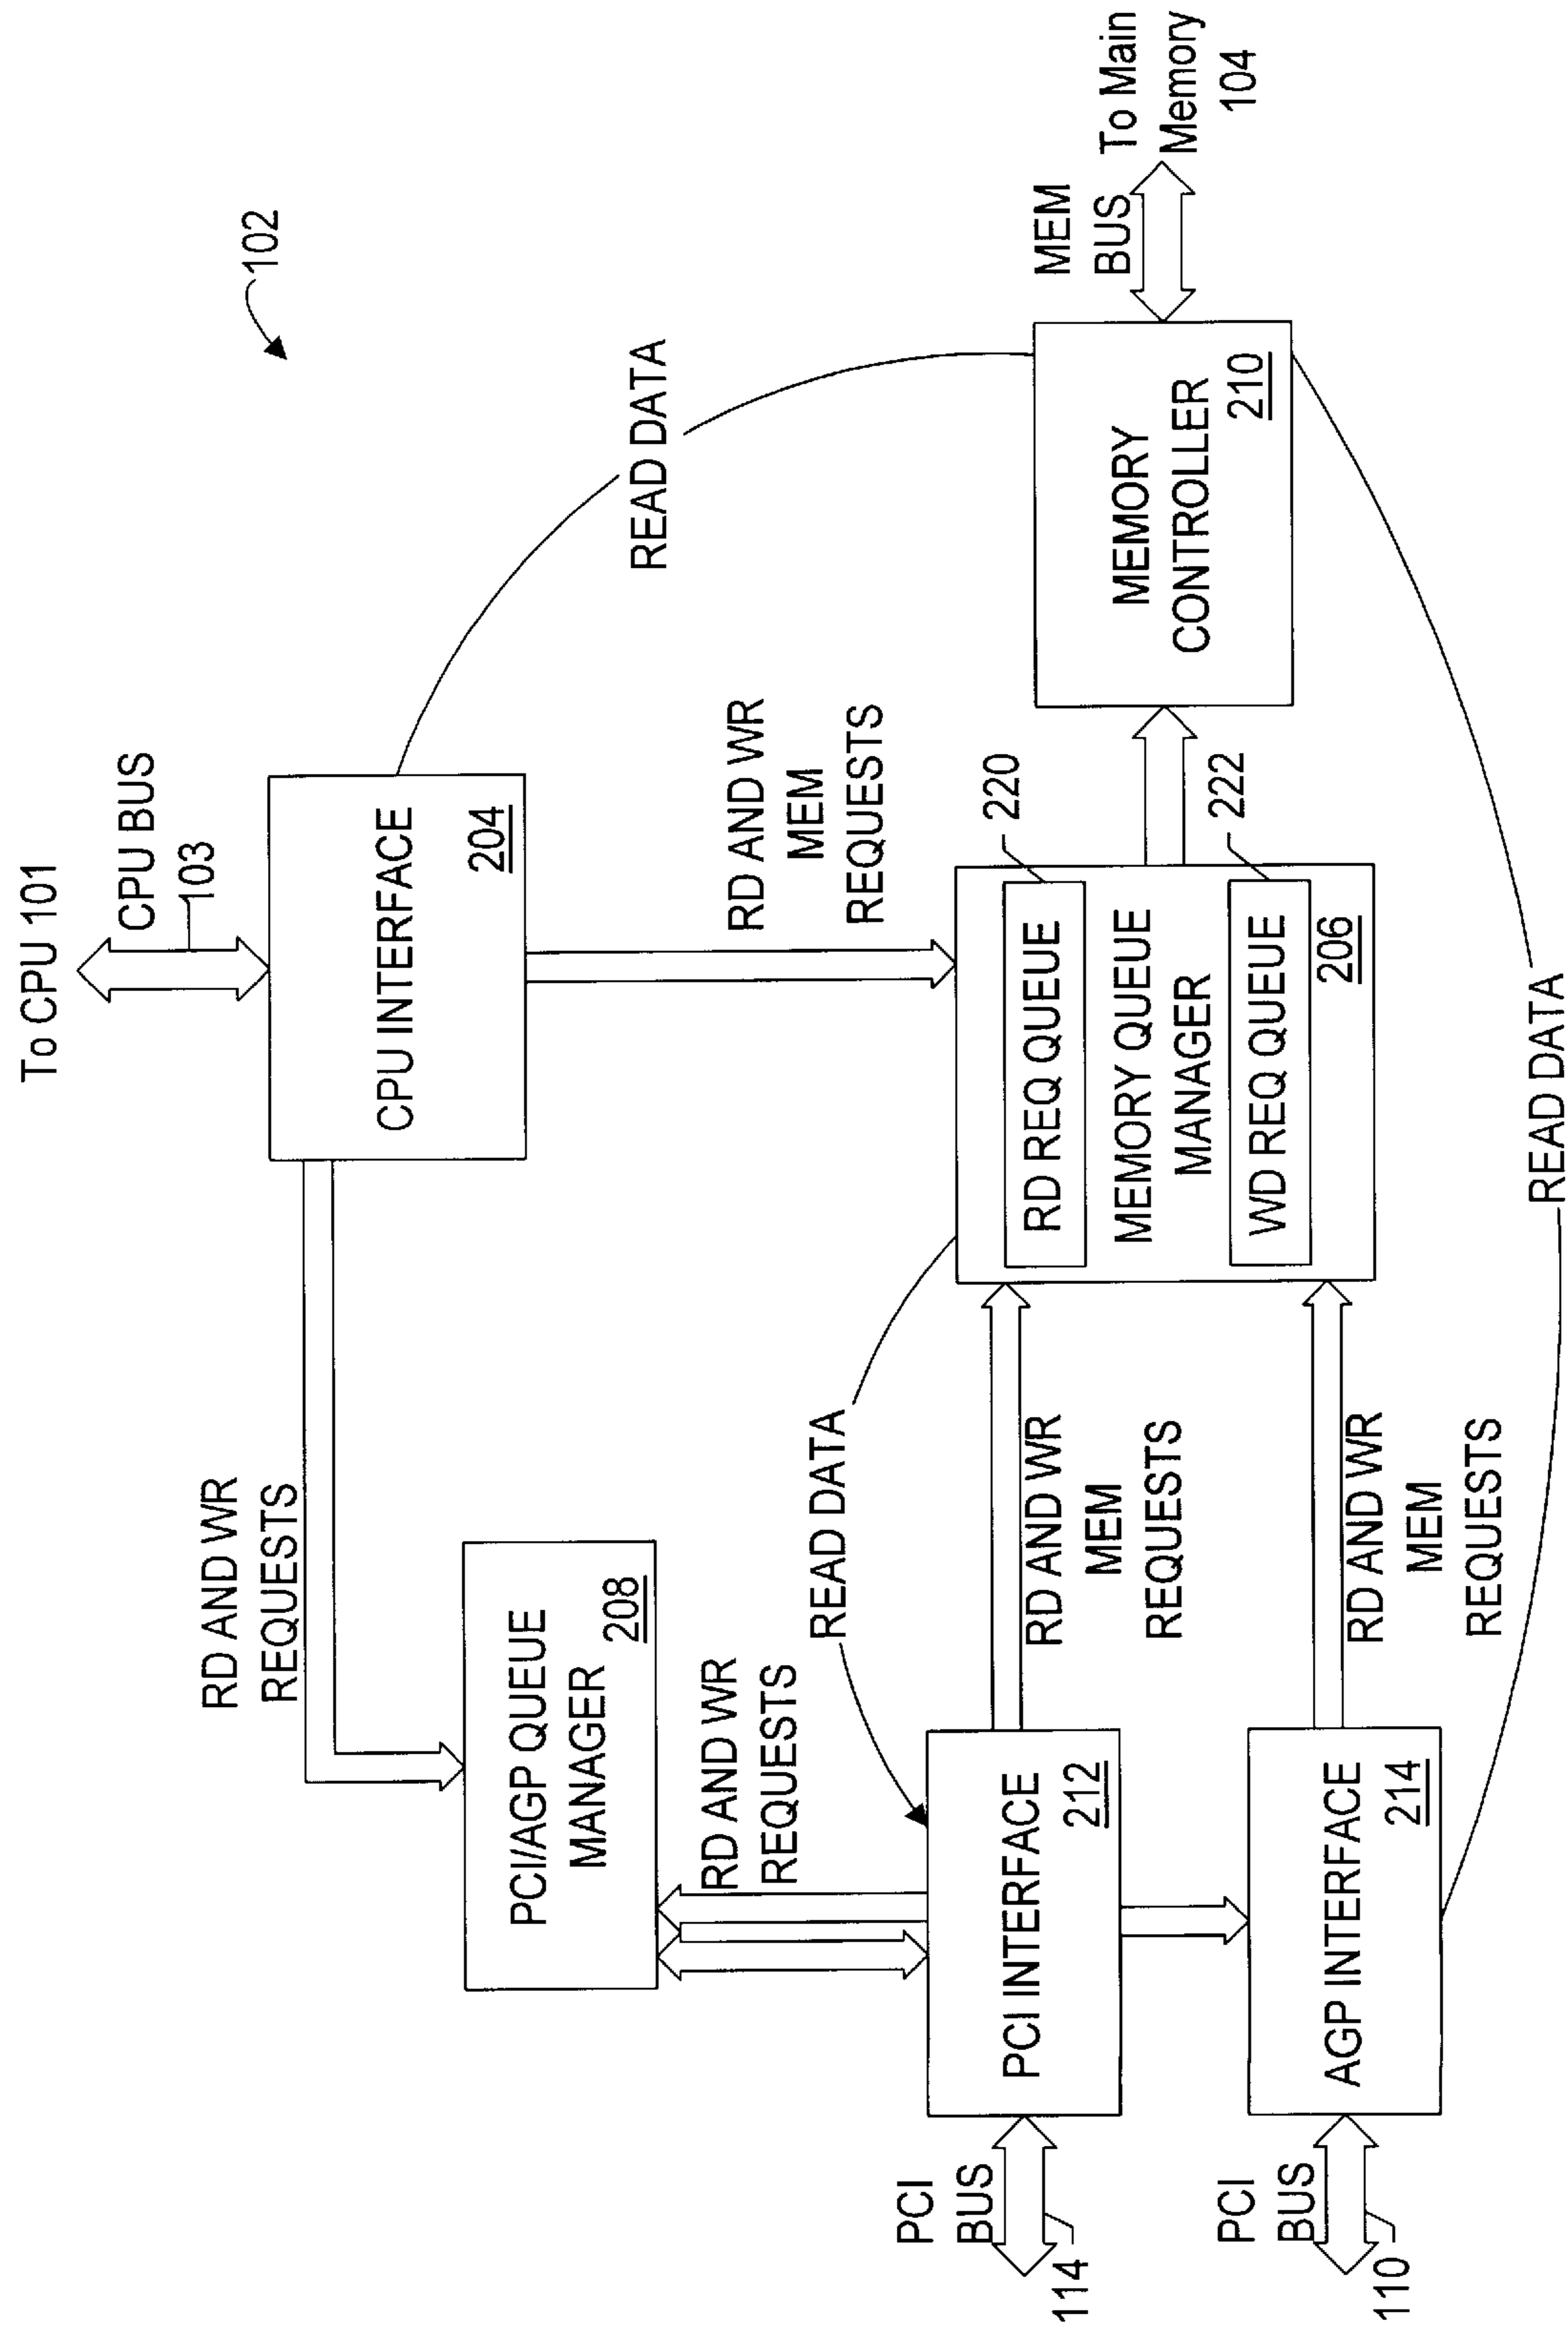 To CPU 101
CPU BUS
103
102
CPU INTERFACE
204
RD AND WR
REQUESTS
READ DATA
PCI/AGP QUEUE
MANAGER
208
RD AND WR
MEM
REQUESTS
RD AND WR
REQUESTS
READ DATA
220
RD REQ QUEUE
MEMORY QUEUE
MANAGER
WD REQ QUEUE
206
222
MEMORY
CONTROLLER
210
MEM
BUS
To Main
Memory
104
PCI
BUS
114
PCI INTERFACE
212
RD AND WR
MEM
REQUESTS
PCI
BUS
110
AGP INTERFACE
214
RD AND WR
MEM
REQUESTS
READ DATA